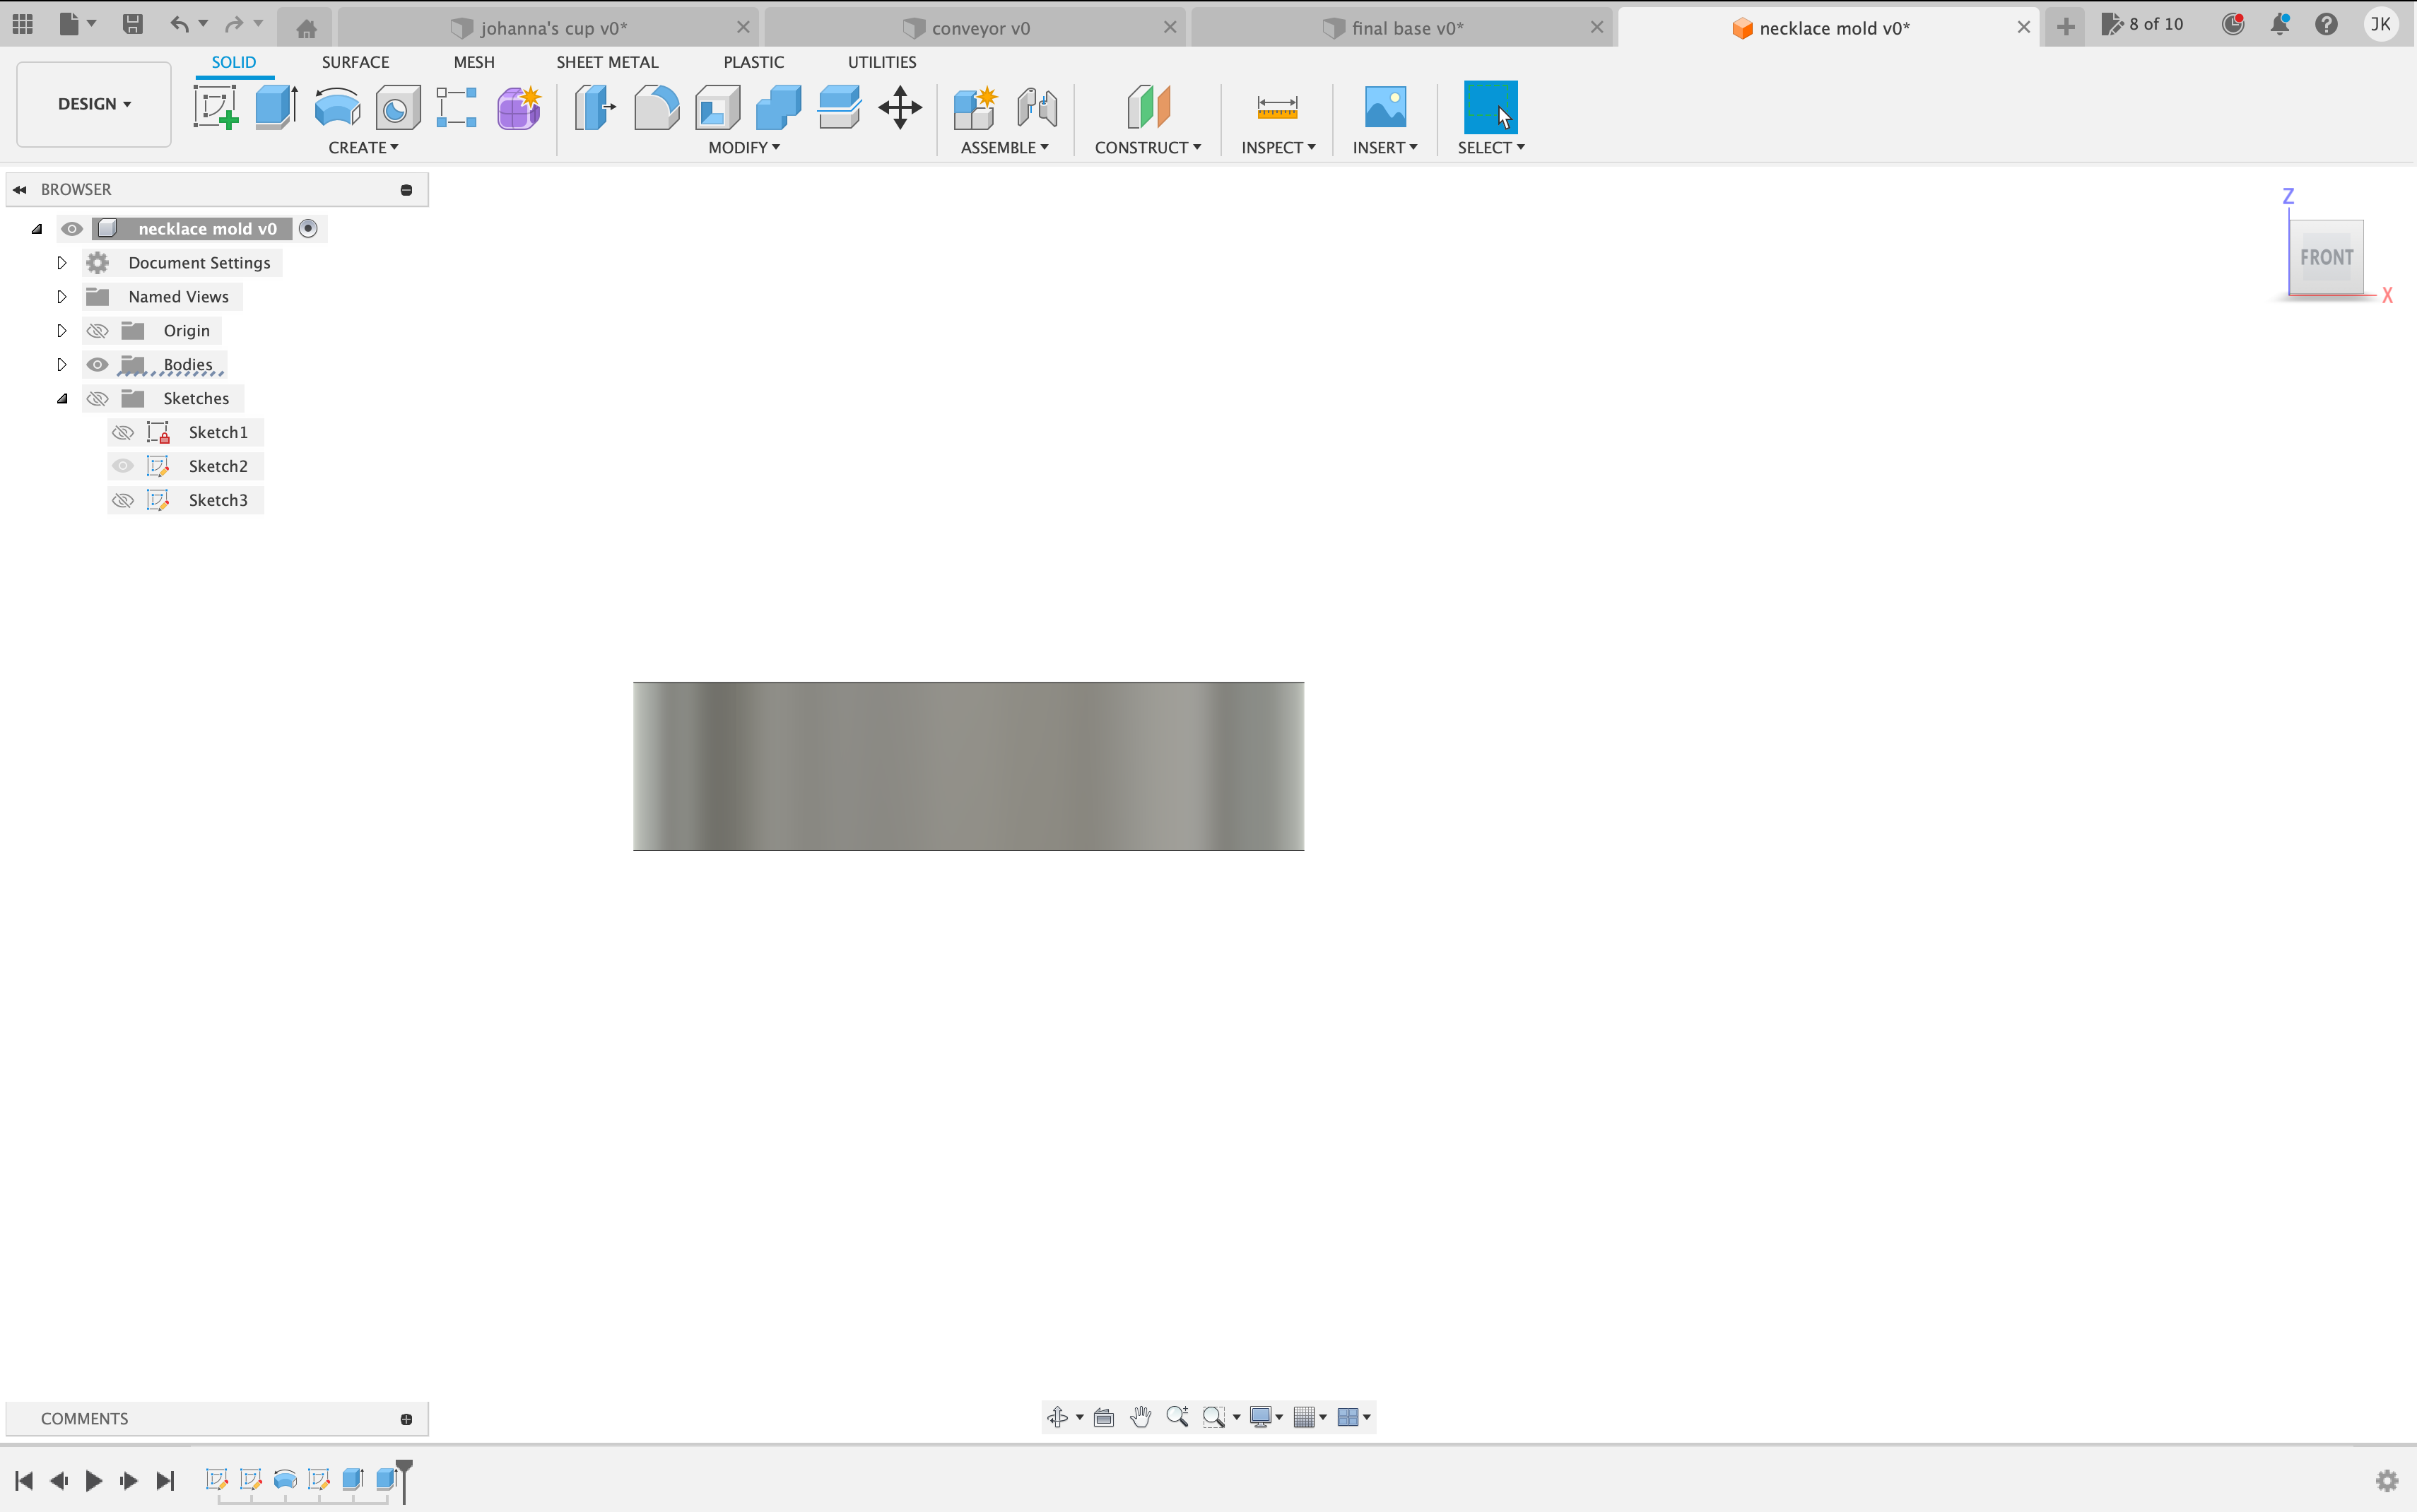 johanna's cup v0*
conveyor v0
final base v0*
necklace mold v0*
8 of 10
JK
DESIGN
SOLID
SURFACE
MESH
SHEET METAL
PLASTIC
UTILITIES
CREATE
MODIFY
ASSEMBLE
CONSTRUCT
INSPECT
INSERT
SELECT
BROWSER
necklace mold v0
Document Settings
Named Views
Origin
Bodies
Sketches
Sketch1
Sketch2
Sketch3
Z
FRONT
X
COMMENTS